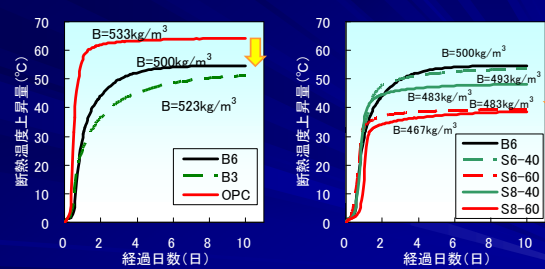 70
60
50
40
30
20
10
0
断熱温度上昇量(℃)
B=533kg/m³
B=500kg/m³
B=523kg/m³
B6
B3
OPC
0 2 4 6 8 10
経過日数(日)
70
60
50
40
30
20
10
0
断熱温度上昇量(℃)
B=500kg/m³
B=493kg/m³
B=483kg/m³
B=483kg/m³
B=467kg/m³
B6
S6-40
S6-60
S8-40
S8-60
0 2 4 6 8 10
経過日数(日)